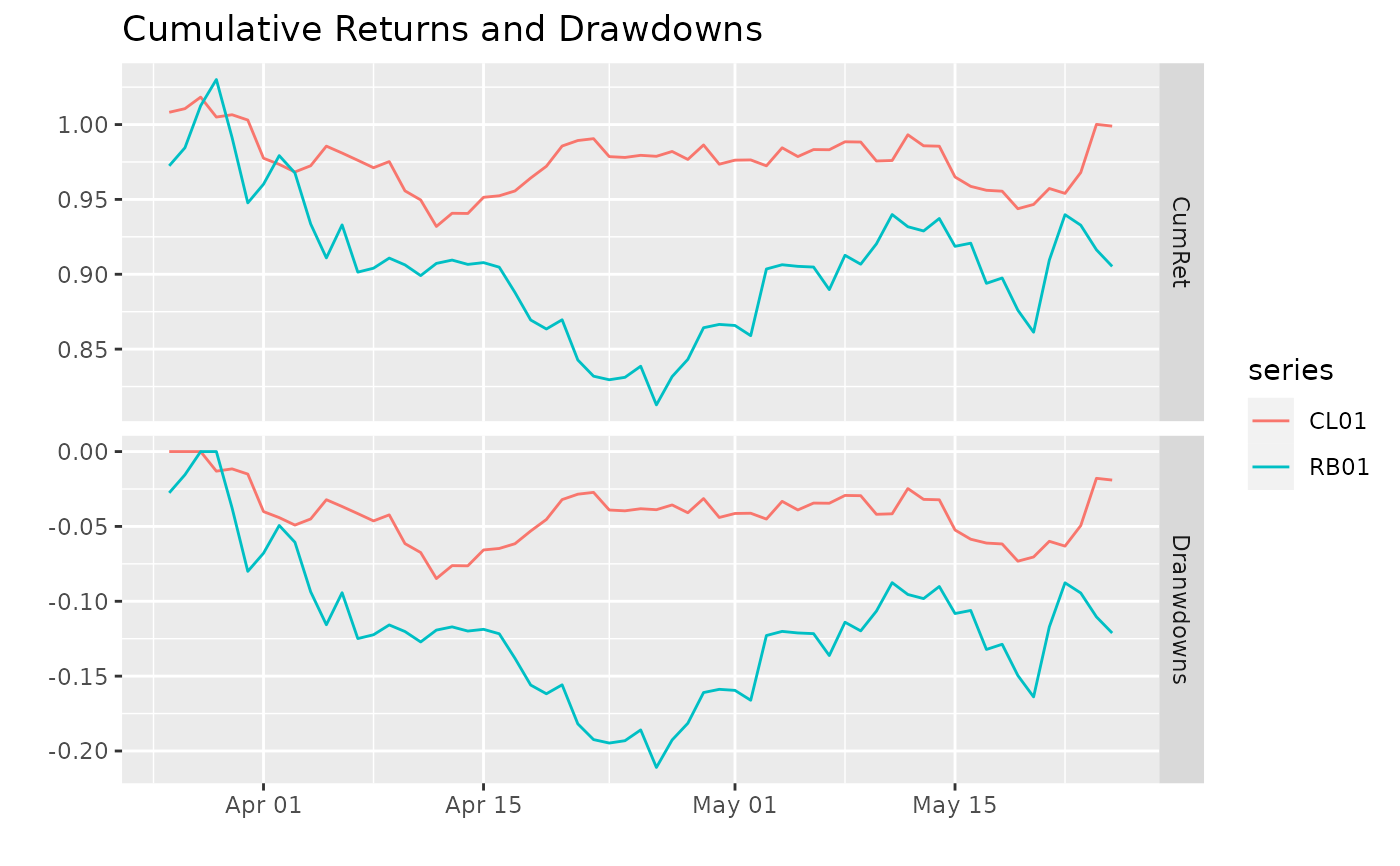 Cumulative Returns and Drawdowns
1.00
0.95
0.90
0.85
CumRet
0.00
-0.05
-0.10
-0.15
-0.20
Dranwdowns
Apr 01
Apr 15
May 01
May 15
series
CL01
RB01